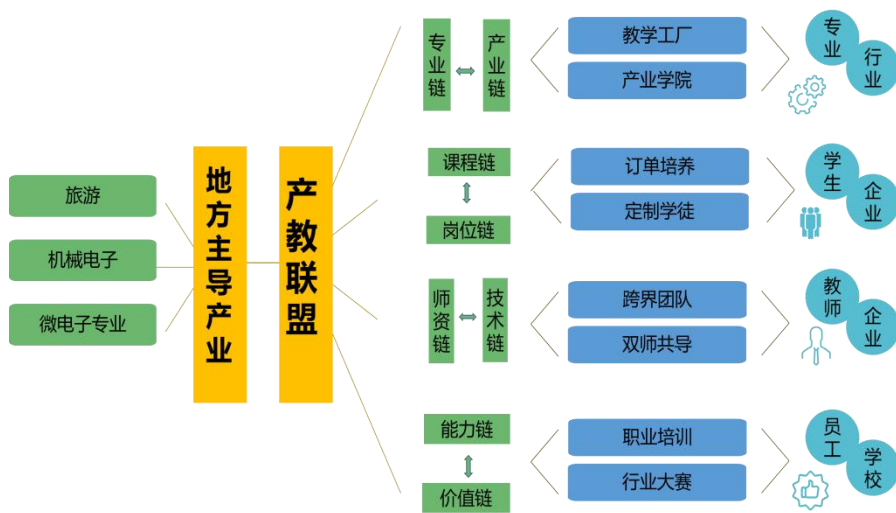 旅游
机械电子
微电子专业
地方主导产业
产教联盟
专业链
产业链
教学工厂
产业学院
专业
行业
课程链
岗位链
订单培养
定制学徒
学生
企业
师资链
技术链
跨界团队
双师共导
教师
企业
能力链
价值链
职业培训
行业大赛
员工
学校